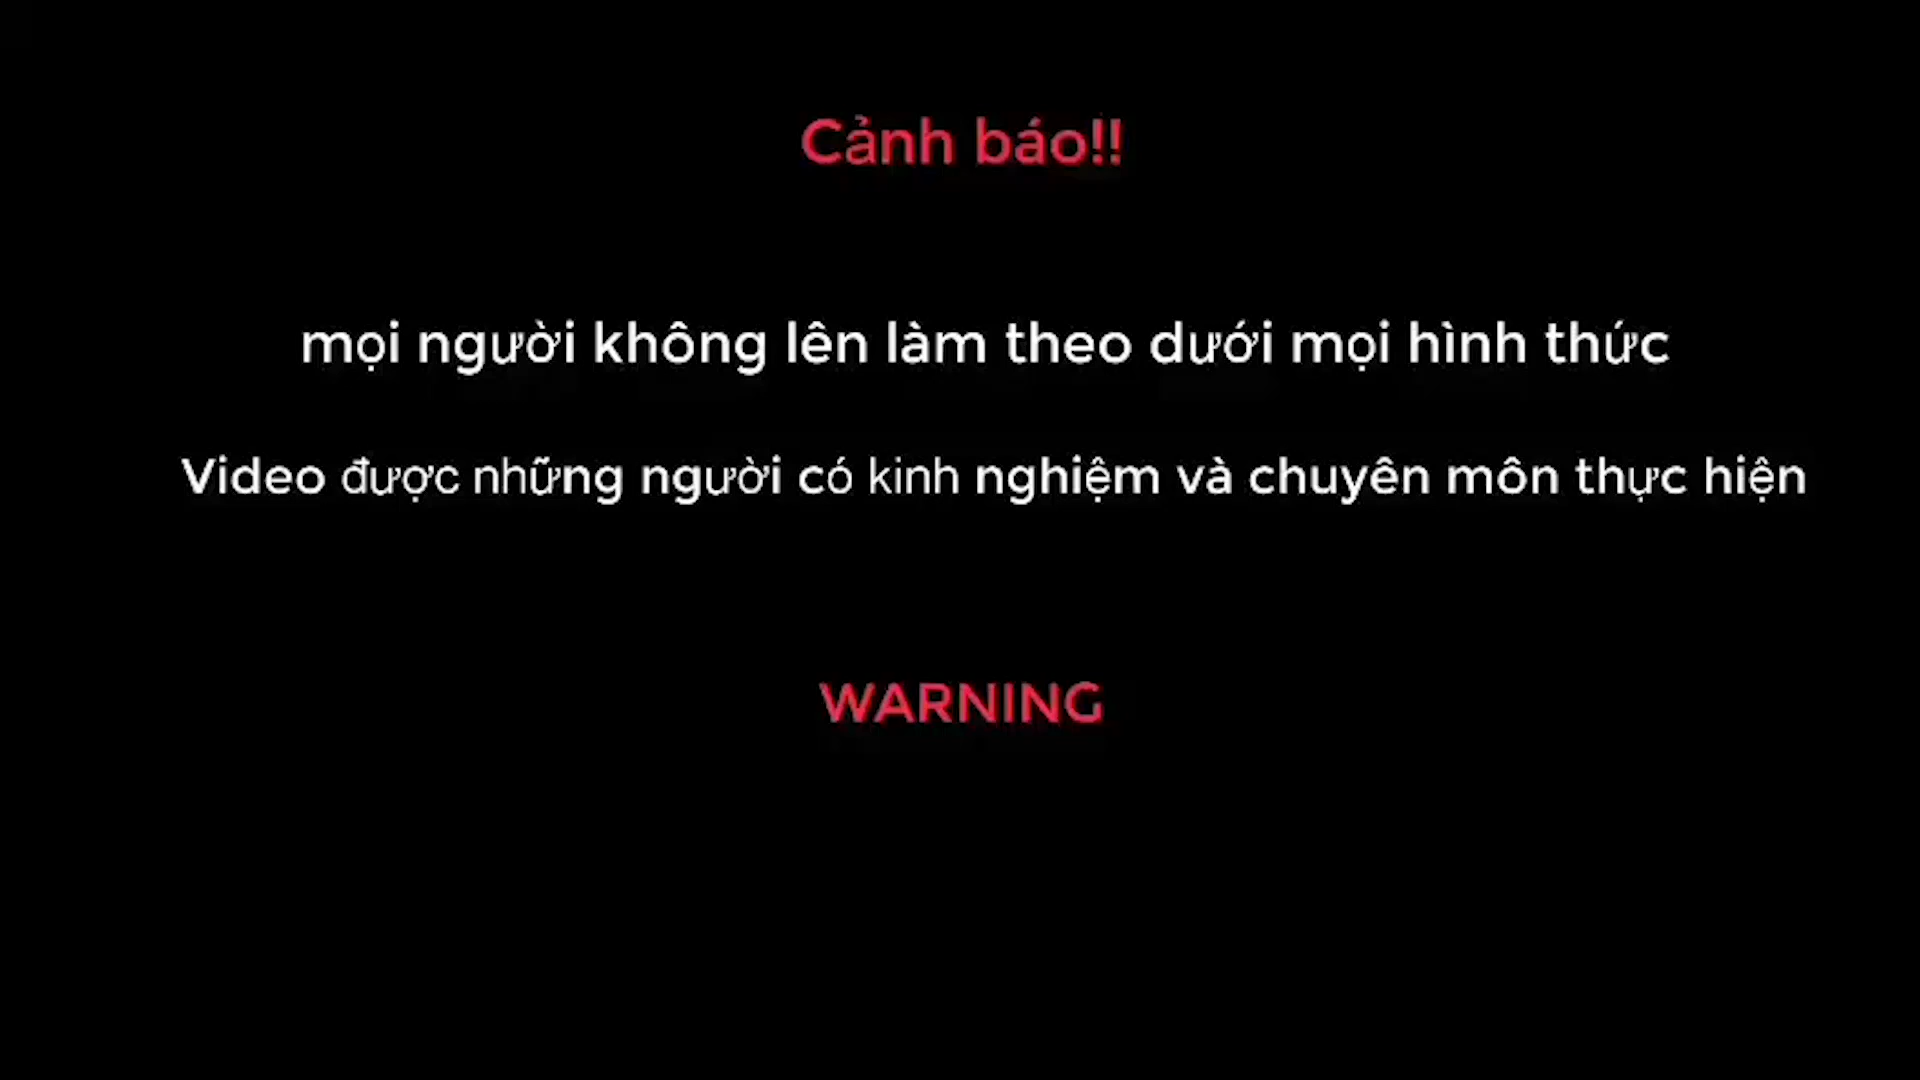 Cảnh báo!!
mọi người không lên làm theo dưới mọi hình thức
Video được những người có kinh nghiệm và chuyên môn thực hiện
WARNING